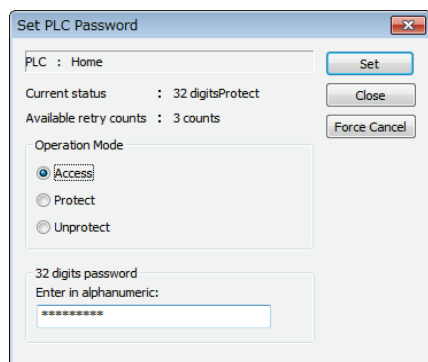 Set PLC Password
PLC : Home
Set
Current status : 32 digitsProtect
Close
Available retry counts : 3 counts
Force Cancel
Operation Mode
Access
Protect
Unprotect
32 digits password
Enter in alphanumeric:
*********